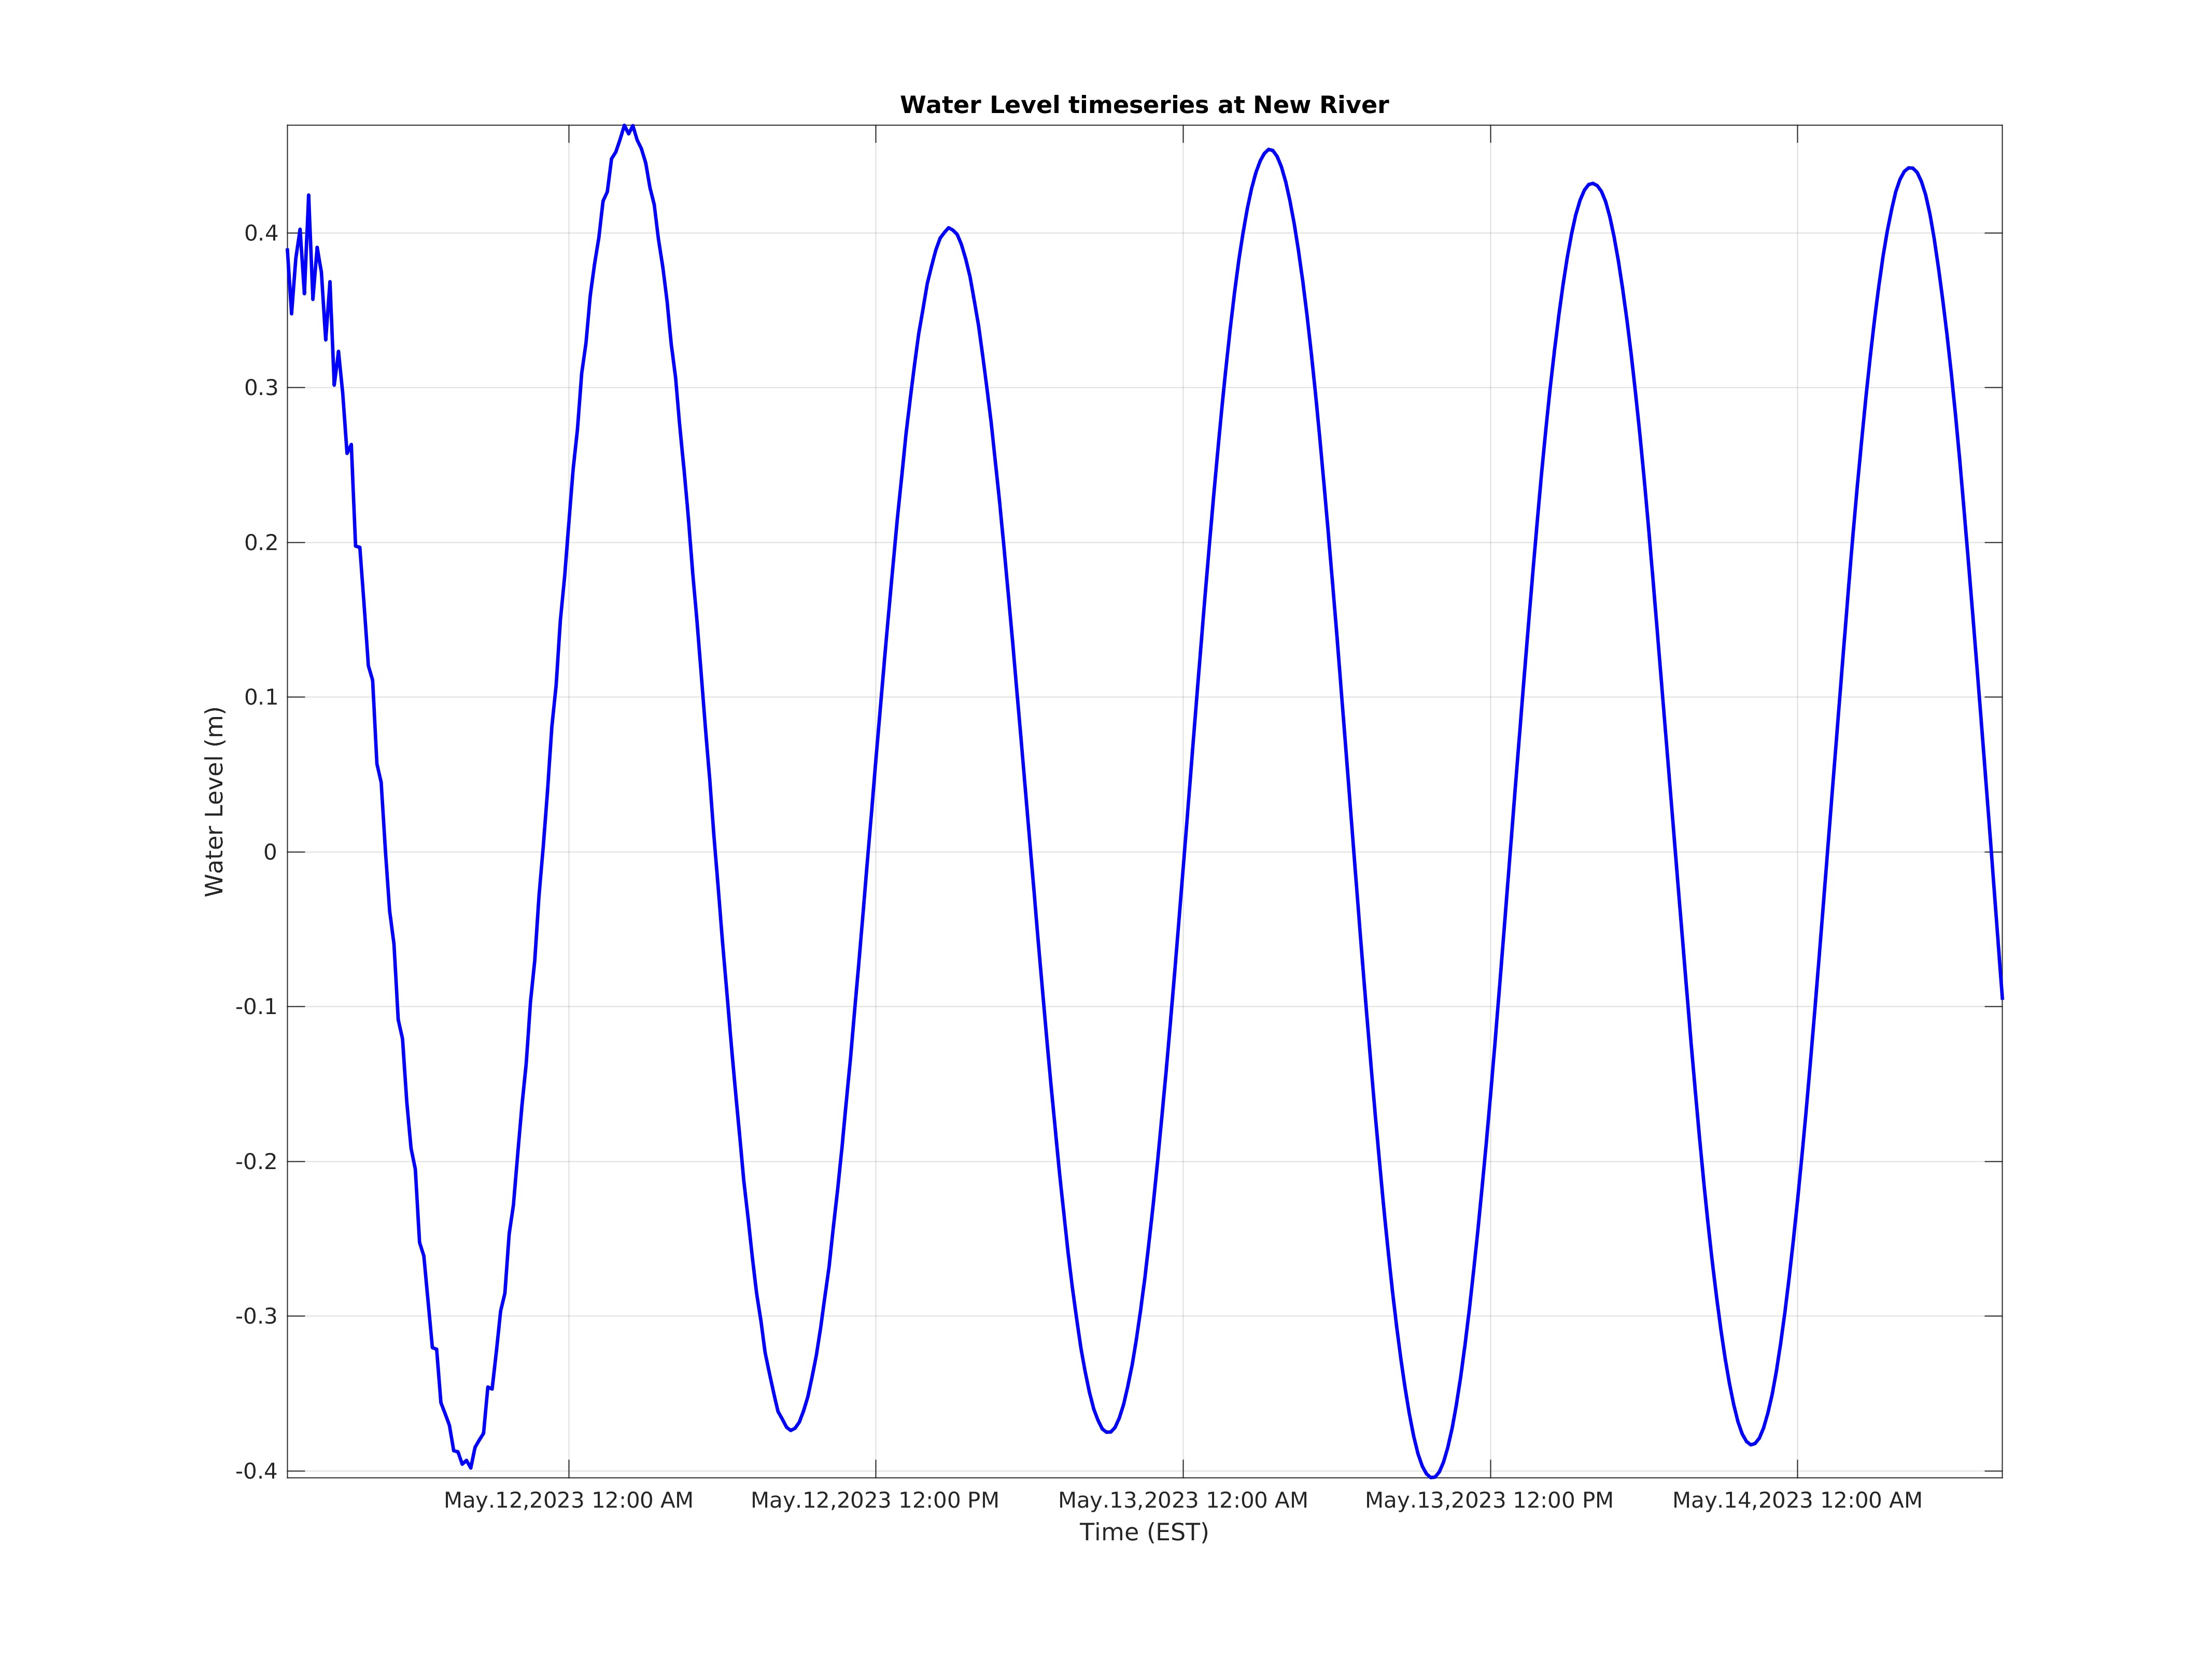 Water Level timeseries at New River
Water Level (m)
0.4
0.3
0.2
0.1
0
-0.1
-0.2
-0.3
-0.4
May.12,2023 12:00 AM May.12,2023 12:00 PM May.13,2023 12:00 AM May.13,2023 12:00 PM May.14,2023 12:00 AM
Time (EST)